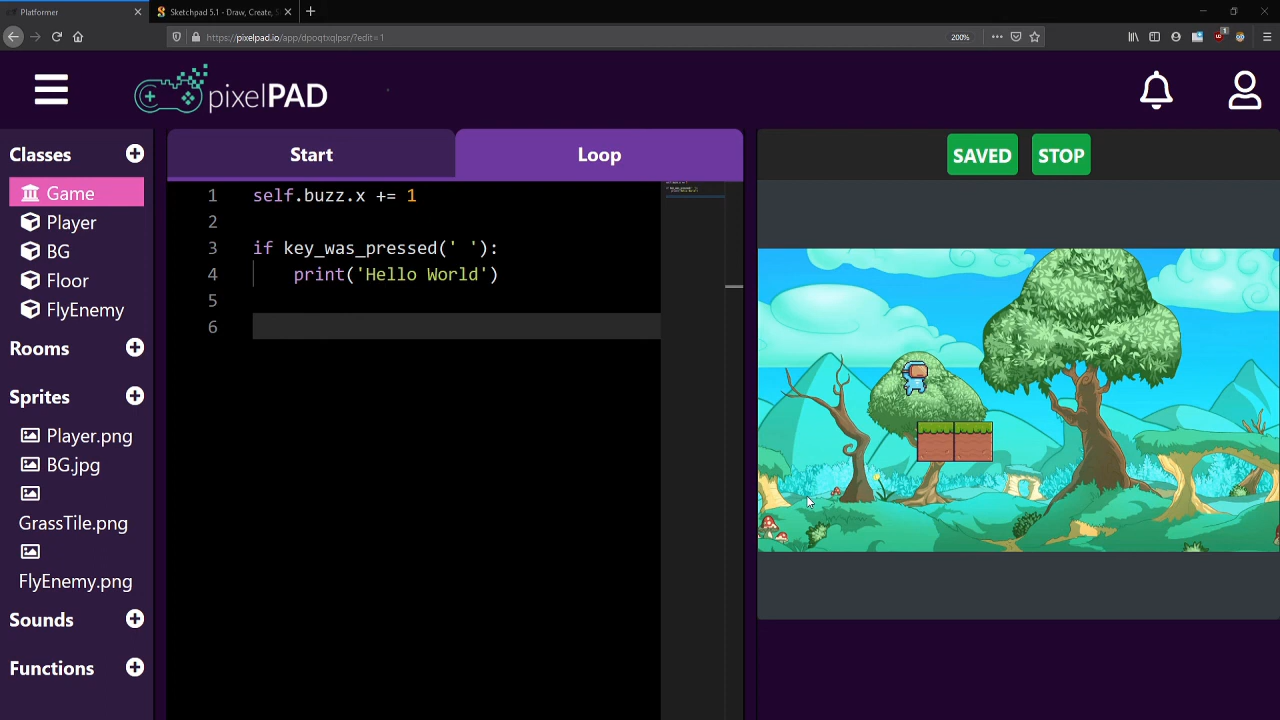 Platformer
Sketchpad 5.1 - Draw, Create,
https://pixelpad.io/app/dpoqtxqlpsr/?edit=1
200%
1
pixelPAD
Classes
Game
Player
BG
Floor
FlyEnemy
Rooms
Sprites
Player.png
BG.jpg
GrassTile.png
FlyEnemy.png
Sounds
Functions
Start
Loop
1 self.buzz.x += 1
2
3 if key_was_pressed(' '):
4 print('Hello World')
5
6
SAVED
STOP